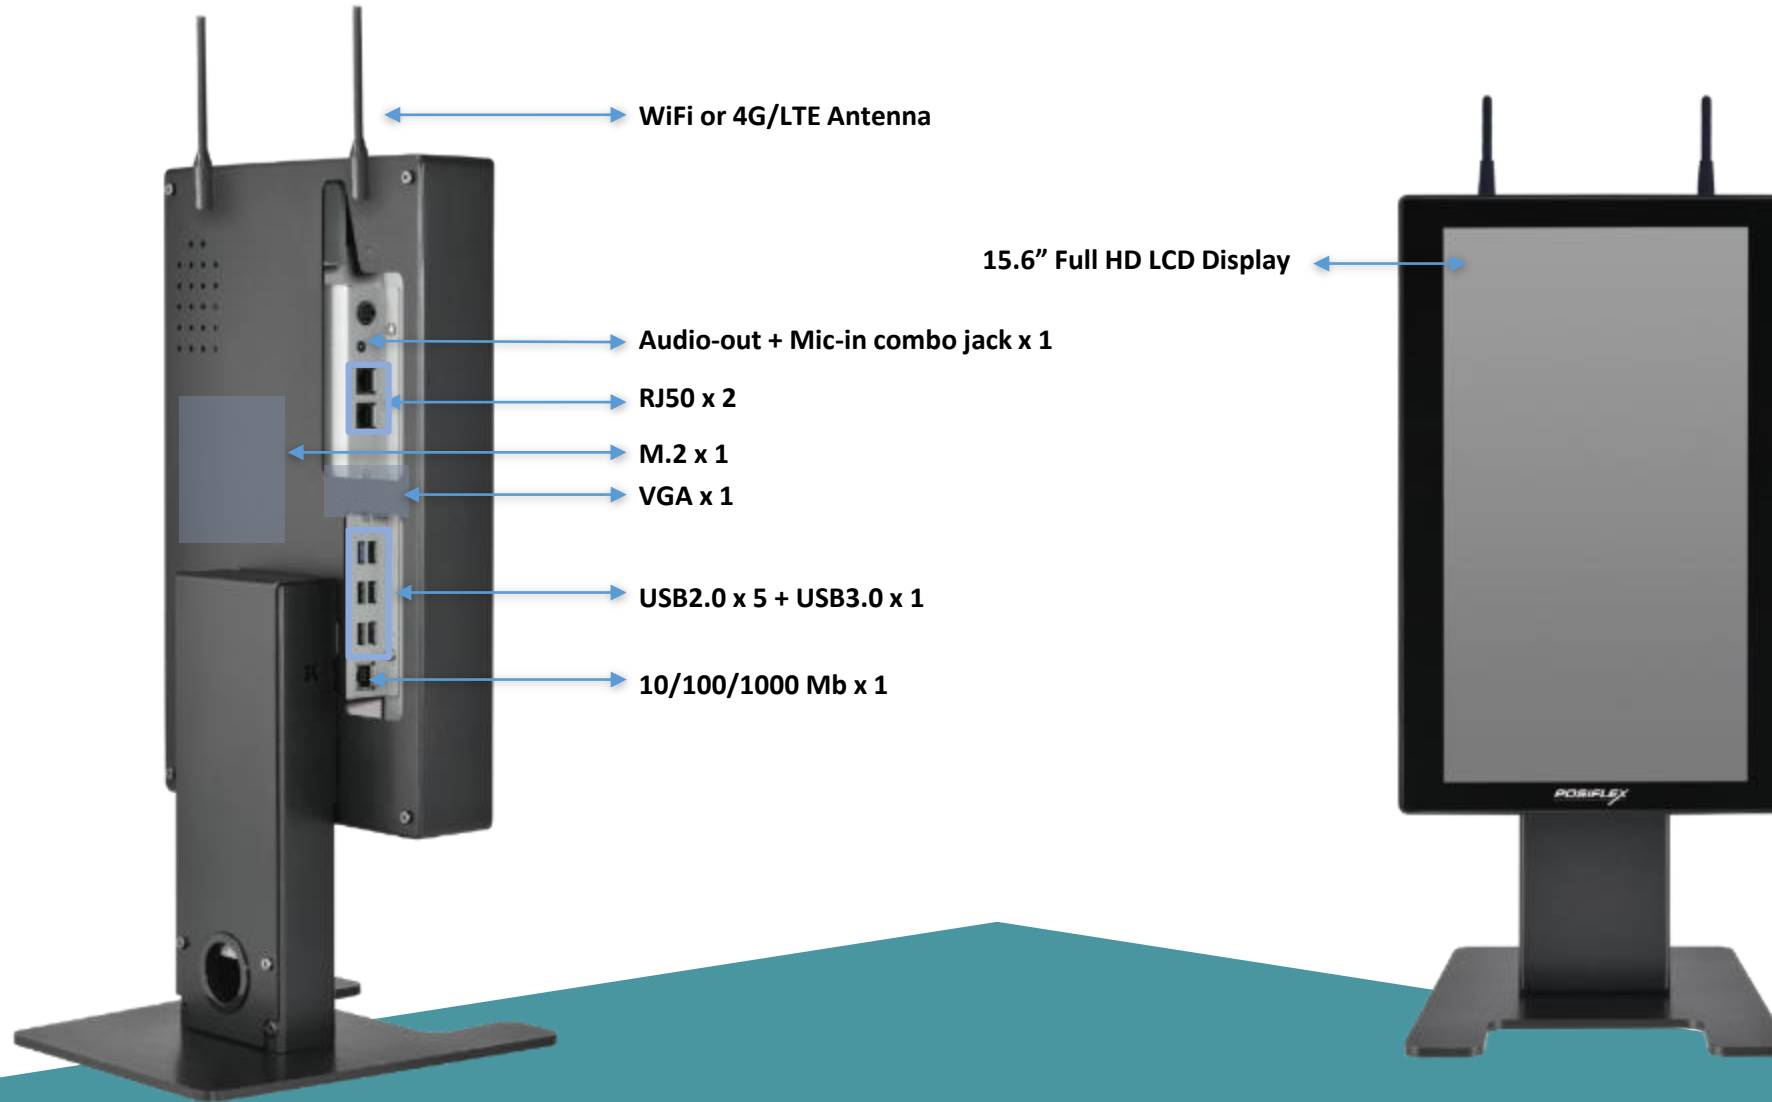 WiFi or 4G/LTE Antenna
15.6” Full HD LCD Display
Audio-out + Mic-in combo jack x 1
RJ50 x 2
M.2 x 1
VGA x 1
USB2.0 x 5 + USB3.0 x 1
10/100/1000 Mb x 1
POSIFLEX